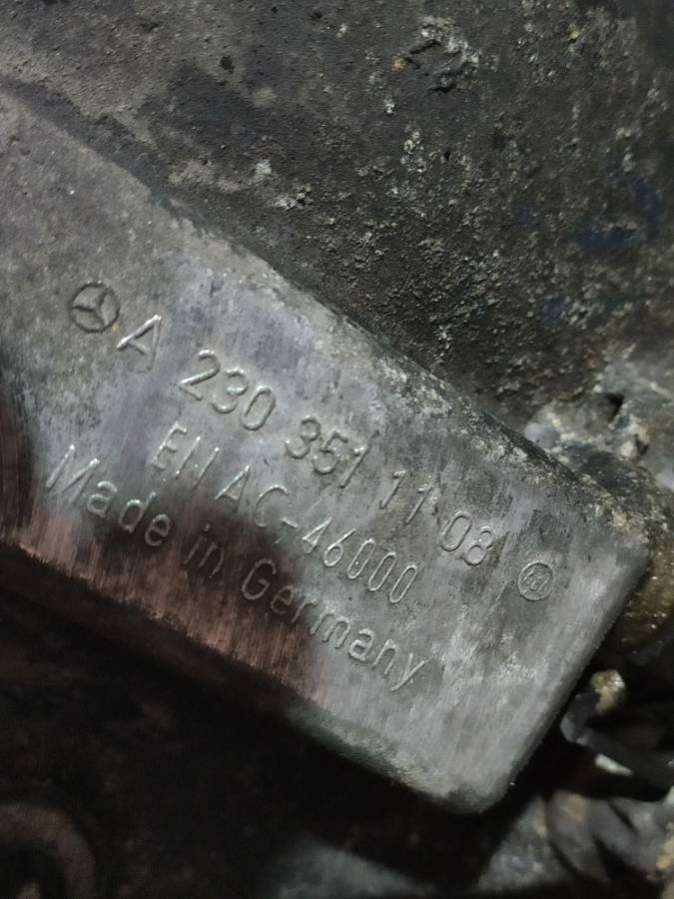 A 230 351 11 08
EN AC-46000
Made in Germany